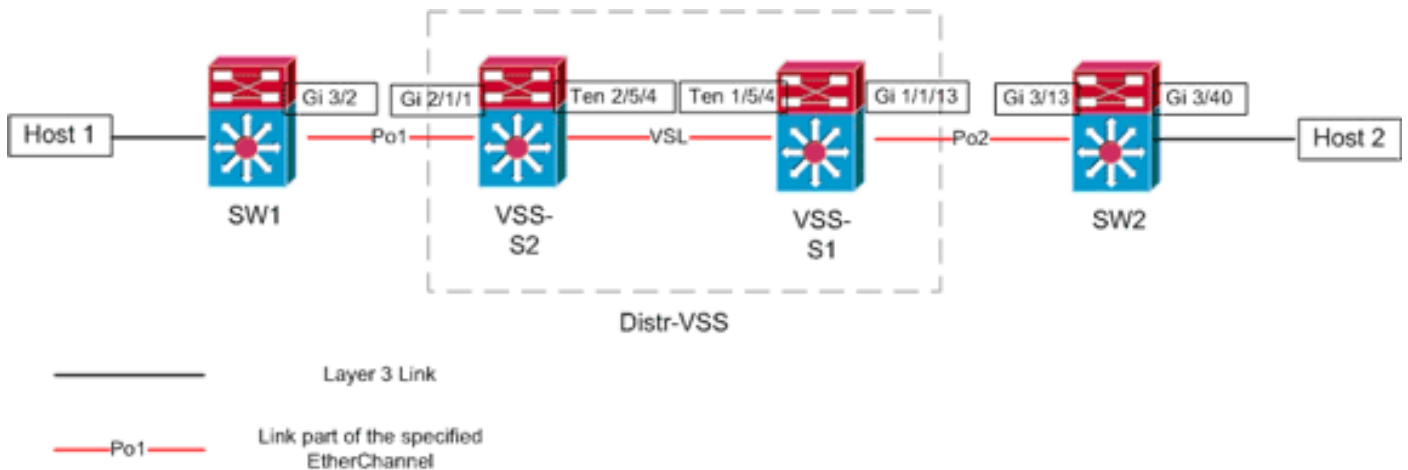 Gi 3/2
Gi 2/1/1
Ten 2/5/4
Ten 1/5/4
Gi 1/1/13
Gi 3/13
Gi 3/40
Host 1
Po1
VSL
Po2
Host 2
SW1
VSS-
S2
VSS-
S1
SW2
Distr-VSS
Layer 3 Link
Po1
Link part of the specified
EtherChannel